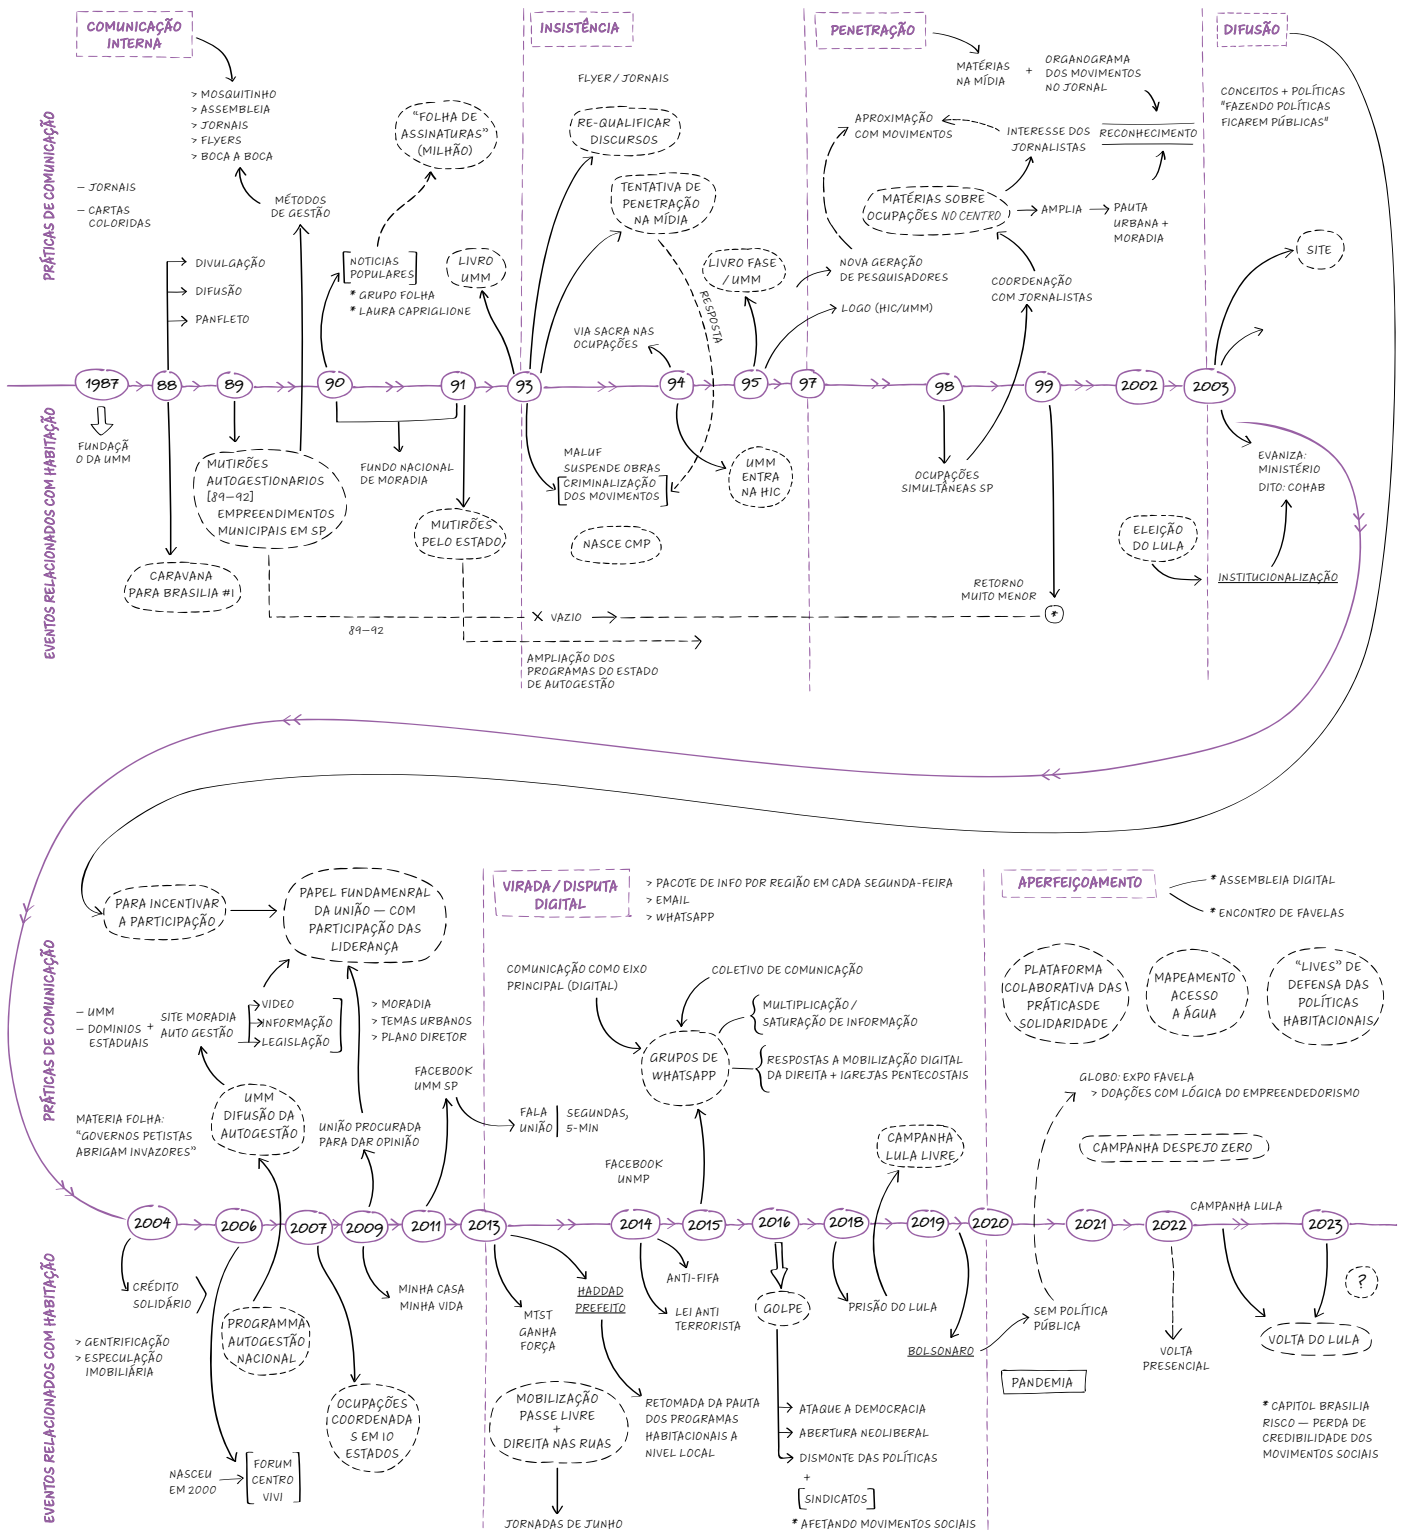 COMUNICAÇÃO
INTERNA
INSISTÊNCIA
PENETRAÇÃO
DIFUSÃO
PRÁTICAS DE COMUNICAÇÃO
> MOSQUITINHO
> ASSEMBLEIA
> JORNAIS
> FLYERS
> BOCA A BOCA
– JORNAIS
– CARTAS
COLORIDAS
MÉTODOS
DE GESTÃO
DIVULGAÇÃO
DIFUSÃO
PANFLETO
"FOLHA DE
ASSINATURAS"
(MILHÃO)
[NOTICIAS
POPULARES]
* GRUPO FOLHA
* LAURA CAPRIGLIONE
LIVRO
UMM
FLYER / JORNAIS
RE-QUALIFICAR
DISCURSOS
TENTATIVA DE
PENETRAÇÃO
NA MÍDIA
RESPOSTA
VIA SACRA NAS
OCUPAÇÕES
LIVRO FASE
/ UMM
MATÉRIAS
NA MÍDIA
+
ORGANOGRAMA
DOS MOVIMENTOS
NO JORNAL
APROXIMAÇÃO
COM MOVIMENTOS
INTERESSE DOS
JORNALISTAS
RECONHECIMENTO
MATÉRIAS SOBRE
OCUPAÇÕES NO CENTRO
AMPLIA
PAUTA
URBANA +
MORADIA
NOVA GERAÇÃO
DE PESQUISADORES
LOGO (HIC/UMM)
COORDENAÇÃO
COM JORNALISTAS
CONCEITOS + POLÍTICAS
"FAZENDO POLÍTICAS
FICAREM PÚBLICAS"
SITE
1987
88
89
90
91
93
94
95
97
98
99
2002
2003
EVENTOS RELACIONADOS COM HABITAÇÃO
FUNDAÇÃ
O DA UMM
CARAVANA
PARA BRASILIA #1
MUTIRÕES
AUTOGESTIONARIOS
[89–92]
EMPREENDIMENTOS
MUNICIPAIS EM SP
FUNDO NACIONAL
DE MORADIA
MUTIRÕES
PELO ESTADO
89–92
MALUF
SUSPENDE OBRAS
[CRIMINALIZAÇÃO
DOS MOVIMENTOS]
NASCE CMP
X VAZIO
AMPLIAÇÃO DOS
PROGRAMAS DO ESTADO
DE AUTOGESTÃO
UMM
ENTRA
NA HIC
OCUPAÇÕES
SIMULTÂNEAS SP
RETORNO
MUITO MENOR
*
ELEIÇÃO
DO LULA
EVANIZA:
MINISTÉRIO
DITO: COHAB
INSTITUCIONALIZAÇÃO
PRÁTICAS DE COMUNICAÇÃO
PARA INCENTIVAR
A PARTICIPAÇÃO
PAPEL FUNDAMENRAL
DA UNIÃO — COM
PARTICIPAÇÃO DAS
LIDERANÇA
– UMM
– DOMINIOS
ESTADUAIS
+
SITE MORADIA
AUTO GESTÃO
VIDEO
INFORMAÇÃO
LEGISLAÇÃO
> MORADIA
> TEMAS URBANOS
> PLANO DIRETOR
MATERIA FOLHA:
"GOVERNOS PETISTAS
ABRIGAM INVAZORES"
UMM
DIFUSÃO DA
AUTOGESTÃO
UNIÃO PROCURADA
PARA DAR OPINIÃO
FACEBOOK
UMM SP
VIRADA / DISPUTA
DIGITAL
> PACOTE DE INFO POR REGIÃO EM CADA SEGUNDA-FEIRA
> EMAIL
> WHATSAPP
COMUNICAÇÃO COMO EIXO
PRINCIPAL (DIGITAL)
COLETIVO DE COMUNICAÇÃO
MULTIPLICAÇÃO /
SATURAÇÃO DE INFORMAÇÃO
GRUPOS DE
WHATSAPP
RESPOSTAS A MOBILIZAÇÃO DIGITAL
DA DIREITA + IGREJAS PENTECOSTAIS
FALA
UNIÃO
SEGUNDAS,
5-MIN
FACEBOOK
UNMP
CAMPANHA
LULA LIVRE
APERFEIÇOAMENTO
* ASSEMBLEIA DIGITAL
* ENCONTRO DE FAVELAS
PLATAFORMA
COLABORATIVA DAS
PRÁTICASDE
SOLIDARIDADE
MAPEAMENTO
ACESSO
A ÁGUA
"LIVES" DE
DEFENSA DAS
POLÍTICAS
HABITACIONAIS
GLOBO: EXPO FAVELA
> DOAÇÕES COM LÓGICA DO EMPREENDEDORISMO
CAMPANHA DESPEJO ZERO
CAMPANHA LULA
2004
2006
2007
2009
2011
2013
2014
2015
2016
2018
2019
2020
2021
2022
2023
EVENTOS RELACIONADOS COM HABITAÇÃO
CRÉDITO
SOLIDÁRIO
> GENTRIFICAÇÃO
> ESPECULAÇÃO
IMOBILIÁRIA
PROGRAMMA
AUTOGESTÃO
NACIONAL
NASCEU
EM 2000
[FORUM
CENTRO
VIVI]
MINHA CASA
MINHA VIDA
OCUPAÇÕES
COORDENADA
S EM 10
ESTADOS
MTST
GANHA
FORÇA
HADDAD
PREFEITO
MOBILIZAÇÃO
PASSE LIVRE
+
DIREITA NAS RUAS
JORNADAS DE JUNHO
ANTI-FIFA
LEI ANTI
TERRORISTA
RETOMADA DA PAUTA
DOS PROGRAMAS
HABITACIONAIS A
NIVEL LOCAL
GOLPE
ATAQUE A DEMOCRACIA
ABERTURA NEOLIBERAL
DISMONTE DAS POLÍTICAS
+
[SINDICATOS]
* AFETANDO MOVIMENTOS SOCIAIS
PRISÃO DO LULA
BOLSONARO
SEM POLÍTICA
PÚBLICA
PANDEMIA
VOLTA
PRESENCIAL
VOLTA DO LULA
?
* CAPITOL BRASILIA
RISCO — PERDA DE
CREDIBILIDADE DOS
MOVIMENTOS SOCIAIS